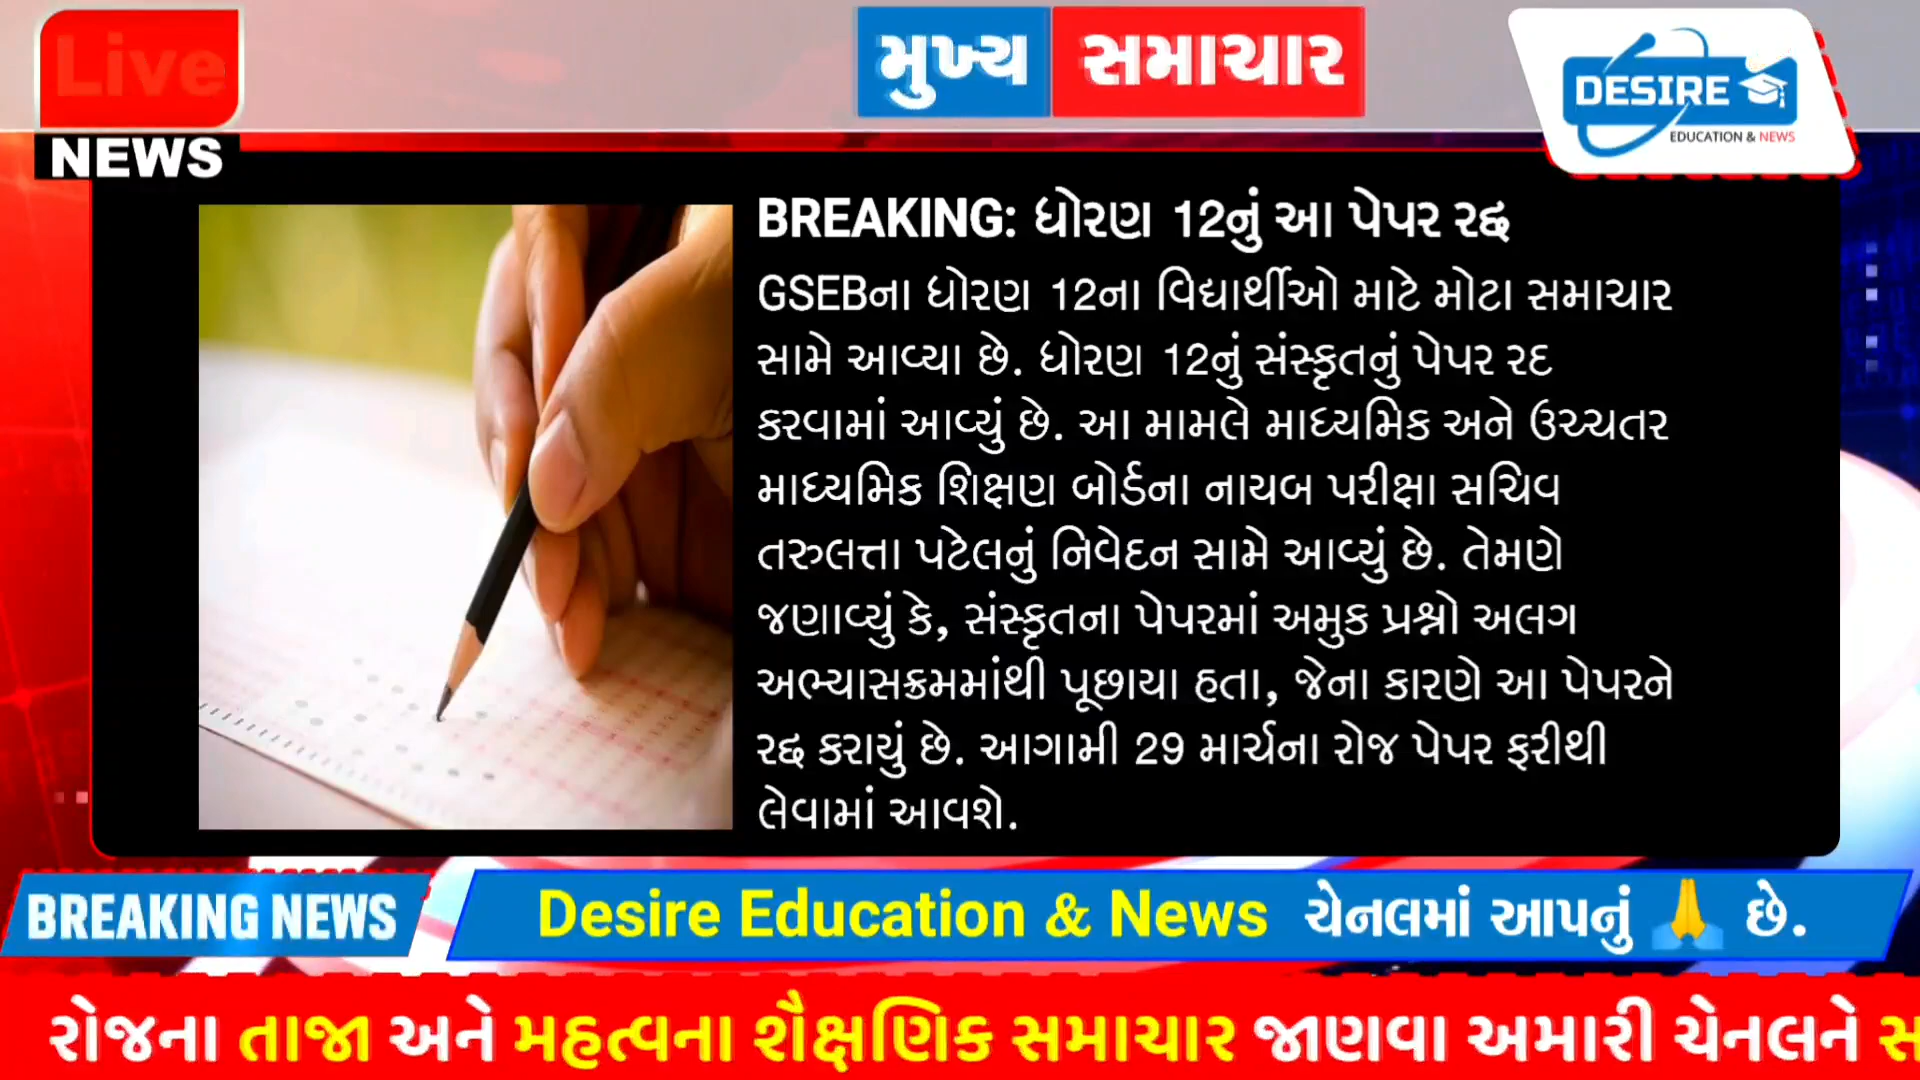 Live
NEWS
મુખ્ય સમાચાર
DESIRE
EDUCATION & NEWS
BREAKING: ધોરણ 12નું આ પેપર રદ્દ
GSEBના ધોરણ 12ના વિદ્યાર્થીઓ માટે મોટા સમાચાર
સામે આવ્યા છે. ધોરણ 12નું સંસ્કૃતનું પેપર રદ
કરવામાં આવ્યું છે. આ મામલે માધ્યમિક અને ઉચ્ચતર
માધ્યમિક શિક્ષણ બોર્ડના નાયબ પરીક્ષા સચિવ
તરુલત્તા પટેલનું નિવેદન સામે આવ્યું છે. તેમણે
જણાવ્યું કે, સંસ્કૃતના પેપરમાં અમુક પ્રશ્નો અલગ
અભ્યાસક્રમમાંથી પૂછાયા હતા, જેના કારણે આ પેપરને
રદ્દ કરાયું છે. આગામી 29 માર્ચના રોજ પેપર ફરીથી
લેવામાં આવશે.
BREAKING NEWS
Desire Education & News ચેનલમાં આપનું 🙏 છે.
રોજના તાજા અને મહત્વના શૈક્ષણિક સમાચાર જાણવા અમારી ચેનલને